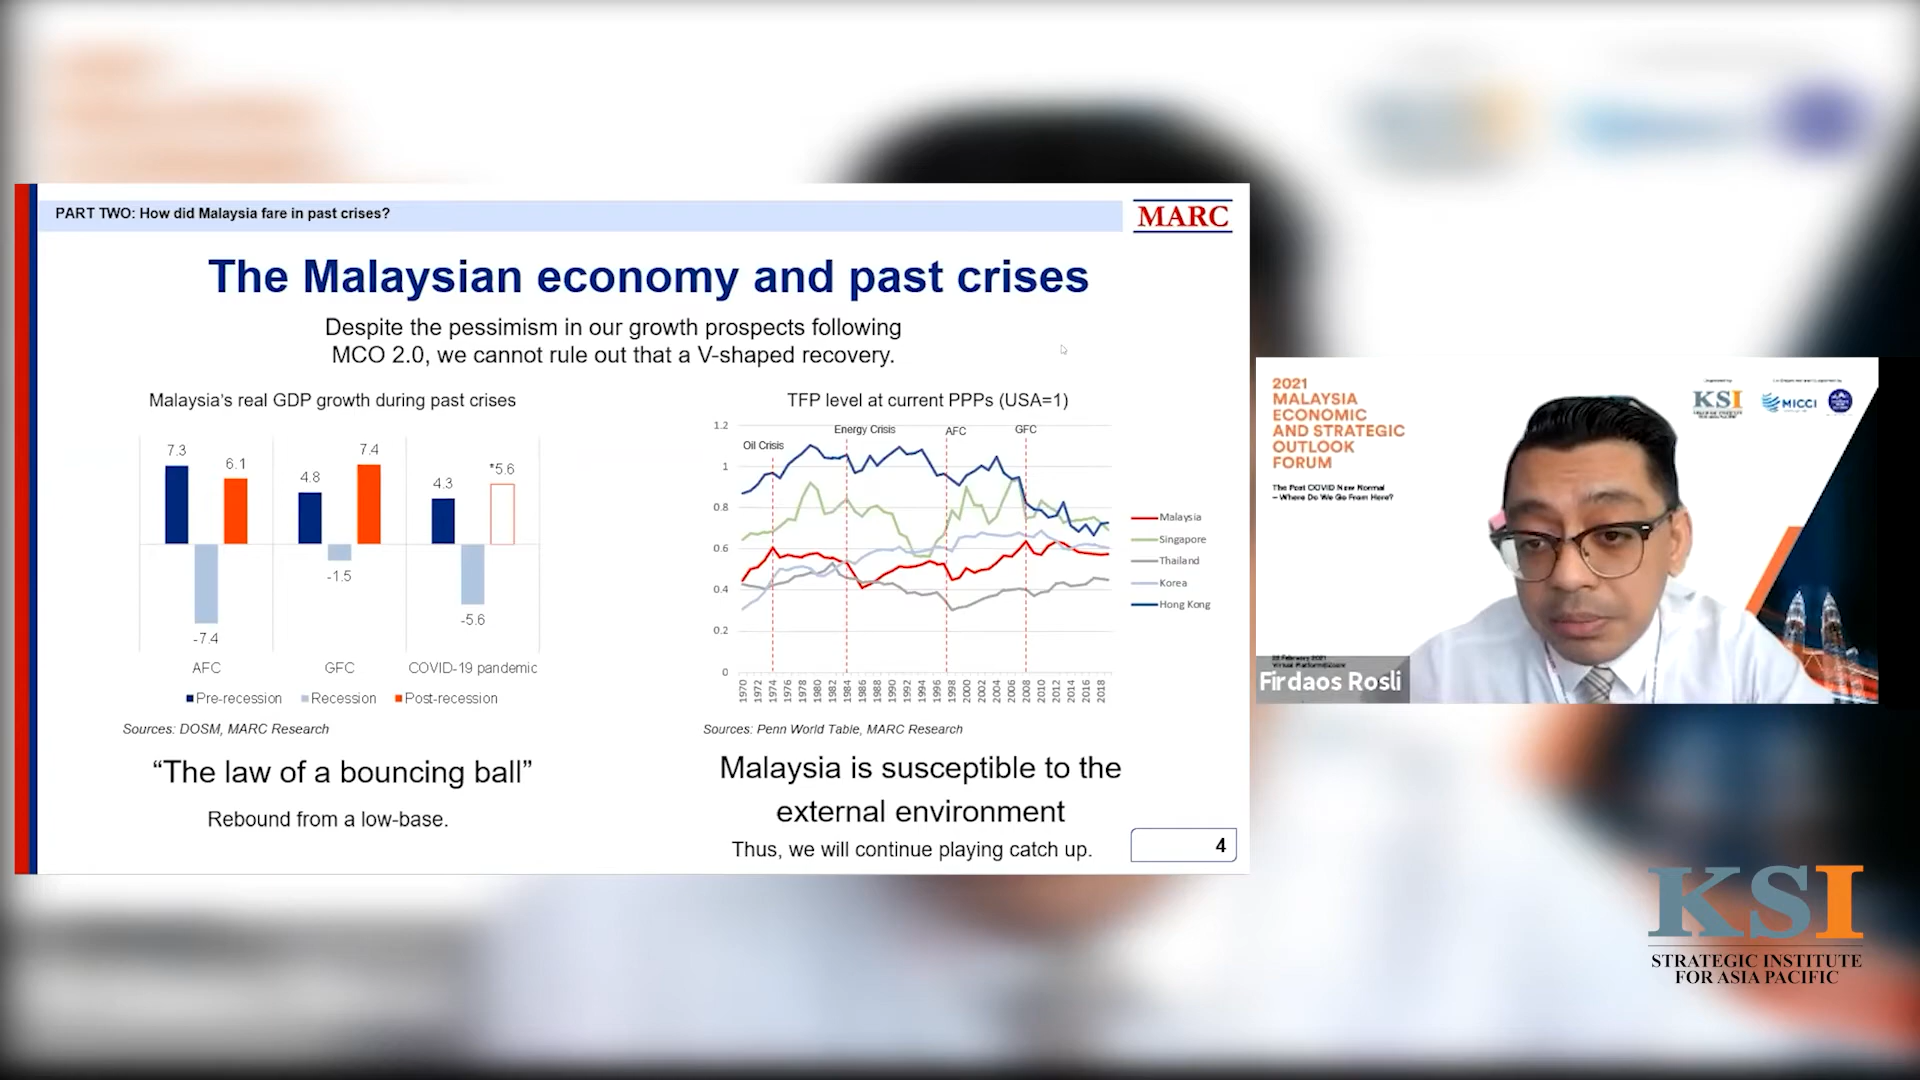 PART TWO: How did Malaysia fare in past crises?
MARC
The Malaysian economy and past crises
Despite the pessimism in our growth prospects following
MCO 2.0, we cannot rule out that a V-shaped recovery.
Malaysia's real GDP growth during past crises
7.3
-7.4
6.1
4.8
-1.5
7.4
4.3
-5.6
*5.6
AFC
GFC
COVID-19 pandemic
Pre-recession
Recession
Post-recession
Sources: DOSM, MARC Research
“The law of a bouncing ball”
Rebound from a low-base.
TFP level at current PPPs (USA=1)
1.2
1
0.8
0.6
0.4
0.2
0
Oil Crisis
Energy Crisis
AFC
GFC
1970 1972 1974 1976 1978 1980 1982 1984 1986 1988 1990 1992 1994 1996 1998 2000 2002 2004 2006 2008 2010 2012 2014 2016 2018
Malaysia
Singapore
Thailand
Korea
Hong Kong
Sources: Penn World Table, MARC Research
Malaysia is susceptible to the
external environment
Thus, we will continue playing catch up.
4
2021
MALAYSIA
ECONOMIC
AND STRATEGIC
OUTLOOK
FORUM
The Post COVID New Normal
– Where Do We Go From Here?
KSI
MICCI
Firdaos Rosli
KSI
STRATEGIC INSTITUTE
FOR ASIA PACIFIC